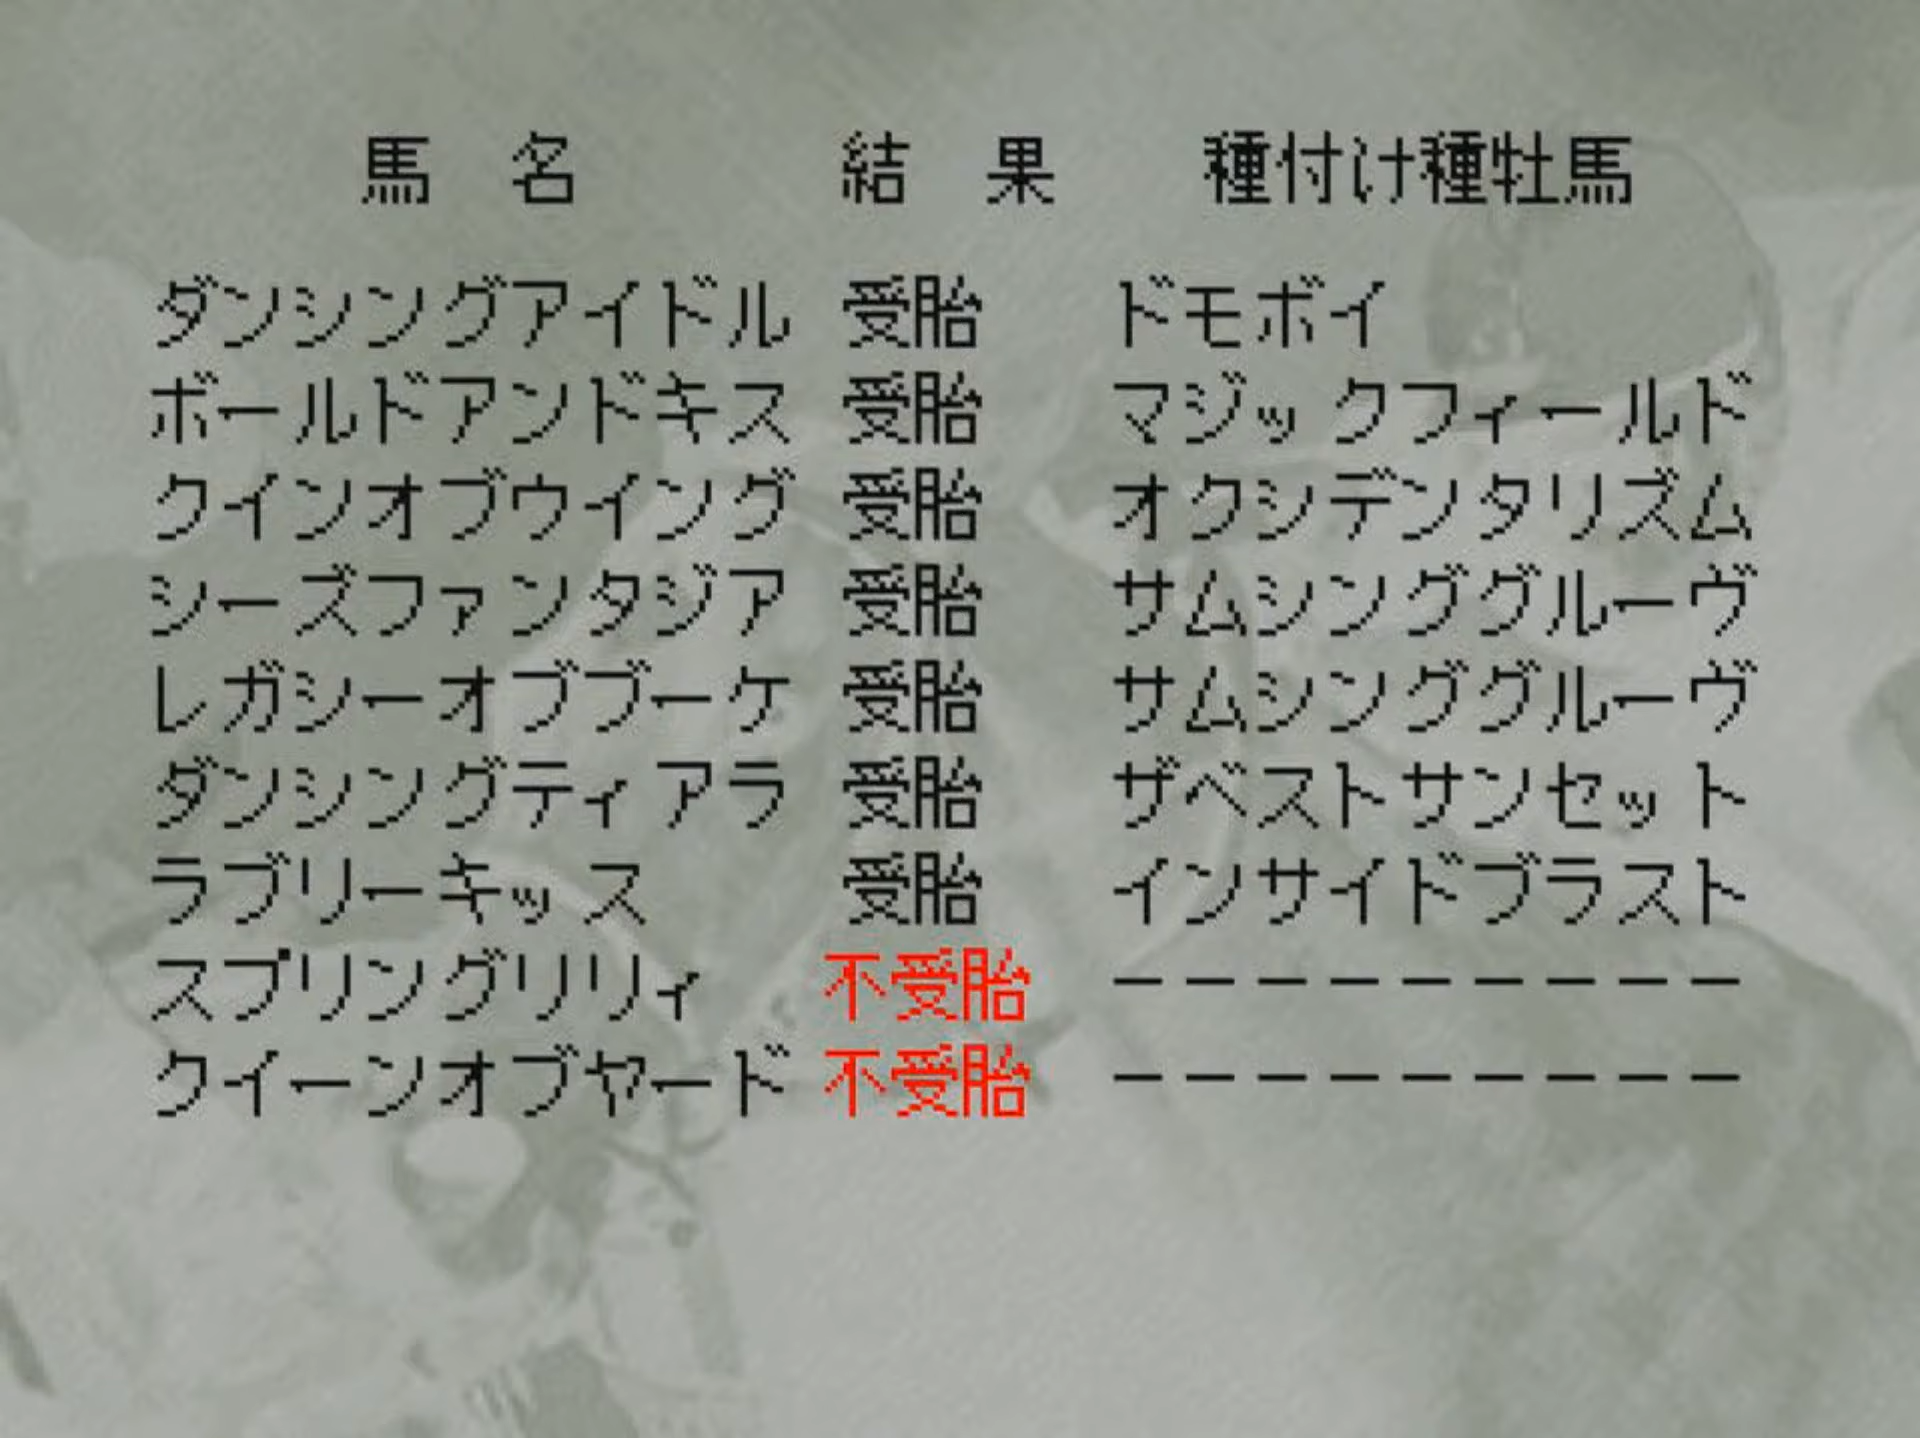 馬 名 結 果 種付け種牡馬
ダンシングアイドル 受胎 ドモボイ
ボールドアンドキス 受胎 マジックフィールド
クインオブウイング 受胎 オクシデンタリズム
シーズファンタジア 受胎 サムシンググルーヴ
レガシーオブブーケ 受胎 サムシンググルーヴ
ダンシングティアラ 受胎 ザベストサンセット
ラブリーキッス 受胎 インサイドブラスト
スプリングリリィ 不受胎 −−−−−−−−−
クイーンオブヤード 不受胎 −−−−−−−−−